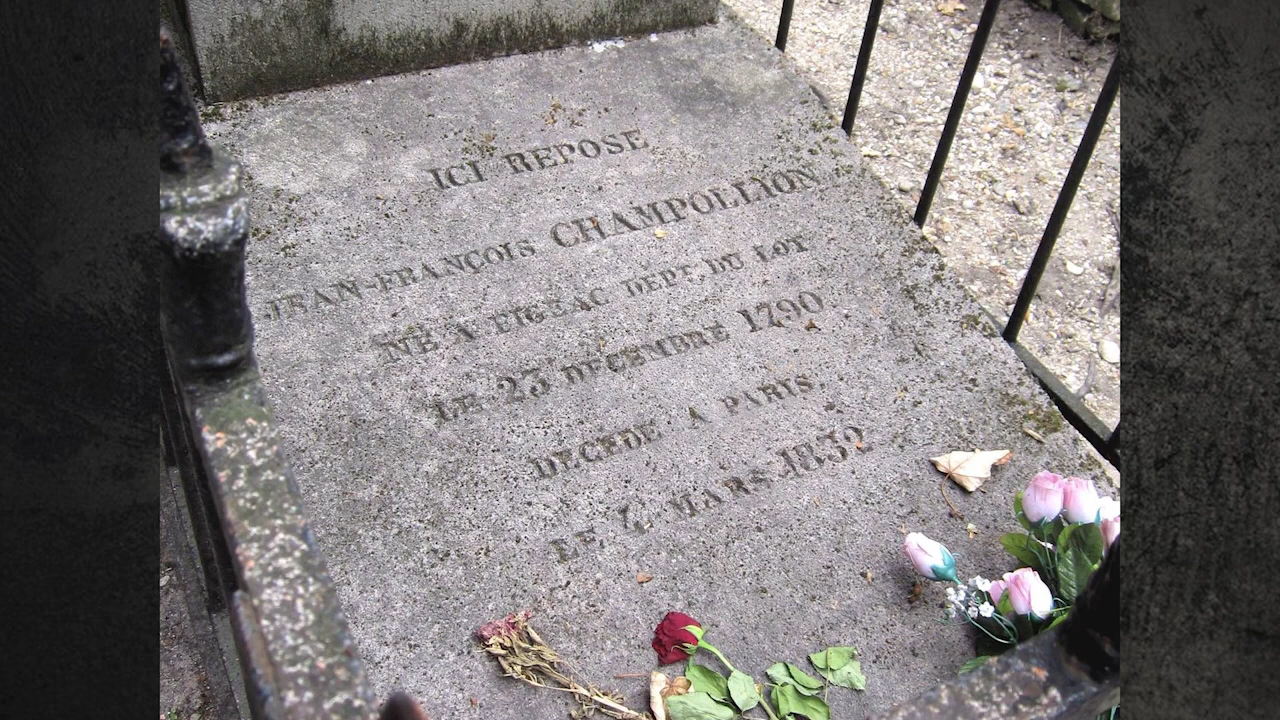 ICI REPOSE
JEAN-FRANÇOIS CHAMPOLLION
NÉ A FIGEAC DEPT DU LOT
LE 23 DÉCEMBRE 1790
DÉCÉDÉ A PARIS
LE 4 MARS 1832